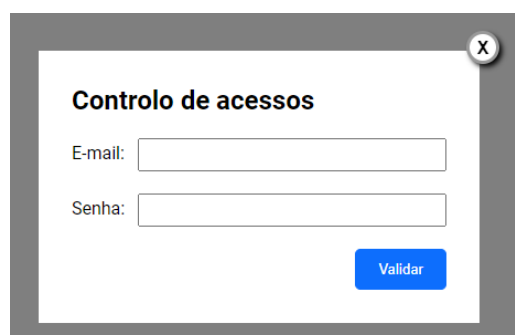 X
Controlo de acessos
E-mail:
Senha:
Validar